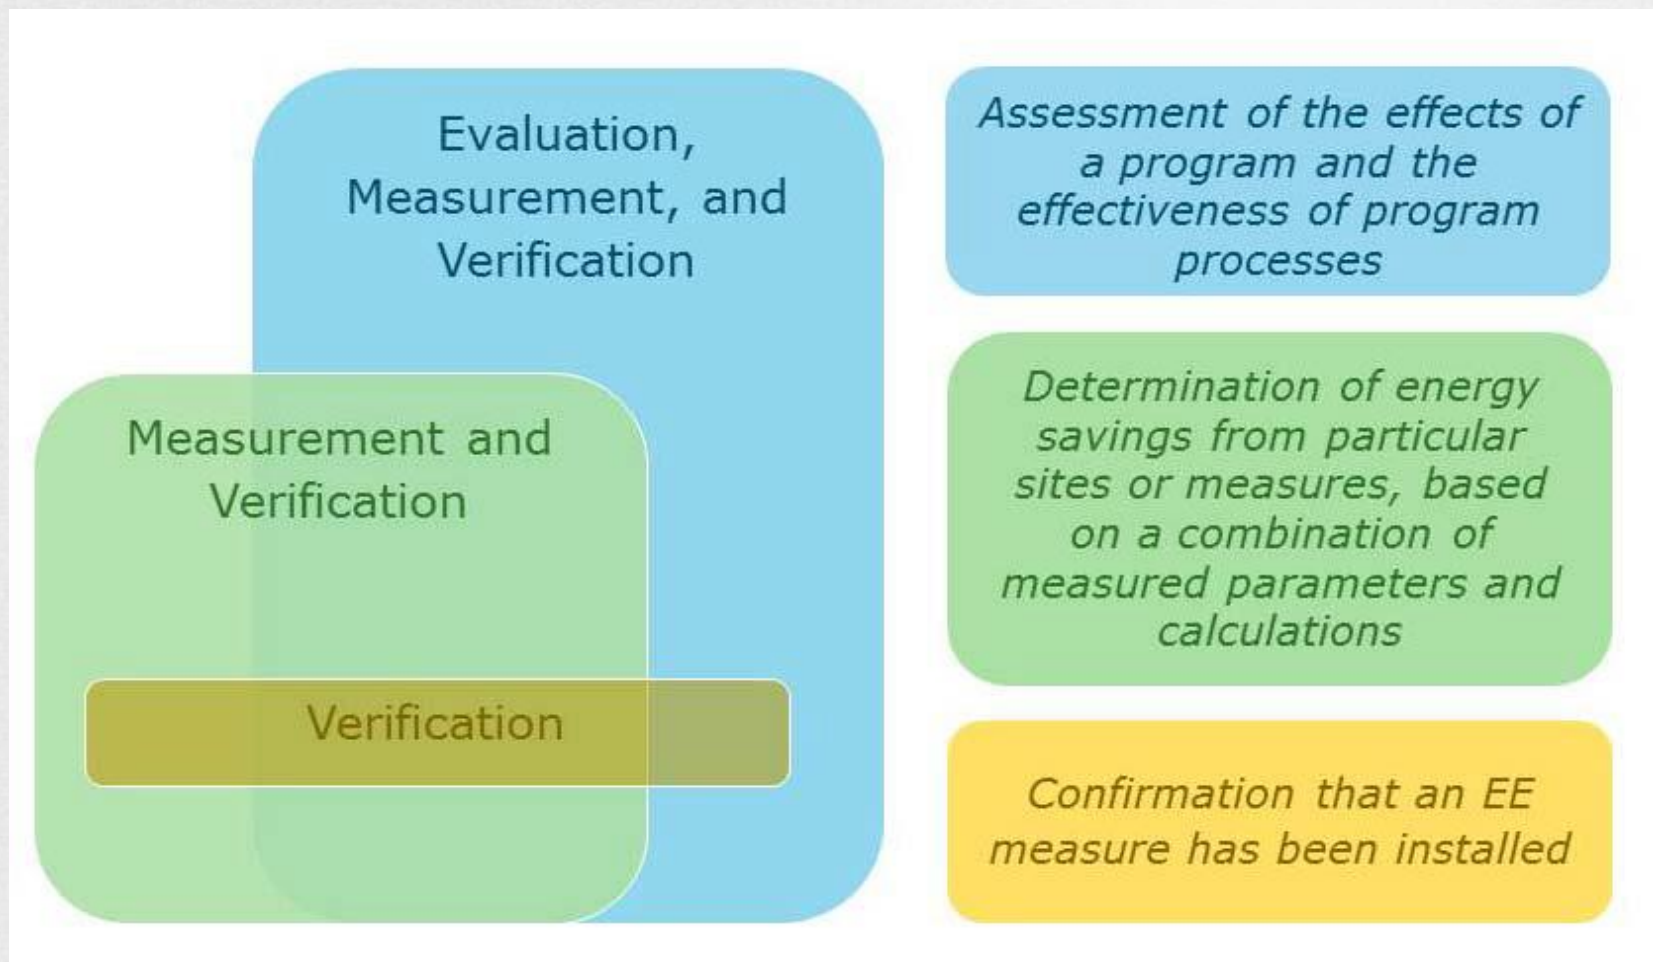 Evaluation,
Measurement, and
Verification
Measurement and
Verification
Verification
Assessment of the effects of
a program and the
effectiveness of program
processes
Determination of energy
savings from particular
sites or measures, based
on a combination of
measured parameters and
calculations
Confirmation that an EE
measure has been installed